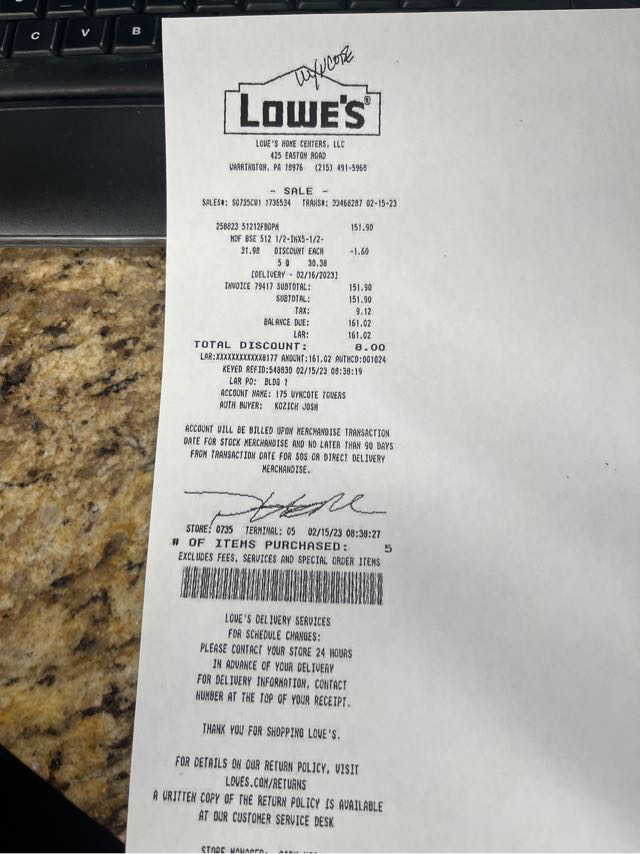 C V B
WYNCOTE
LOWE'S®
LOWE'S HOME CENTERS, LLC
425 EASTON ROAD
WARRINGTON, PA 18976 (215) 491-5968
- SALE -
SALES#: S0735CW1 1736534 TRANS#: 33468287 02-15-23
258823 51212FBOPM 151.90
MDF BSE 512 1/2-INX5-1/2-
31.98 DISCOUNT EACH -1.60
5 @ 30.38
[DELIVERY - 02/16/2023]
INVOICE 79417 SUBTOTAL: 151.90
SUBTOTAL: 151.90
TAX: 9.12
BALANCE DUE: 161.02
LAR: 161.02
TOTAL DISCOUNT: 8.00
LAR:XXXXXXXXXXXX8177 AMOUNT:161.02 AUTHCD:001024
KEYED REFID:548830 02/15/23 08:38:19
LAR PO: BLDG 1
ACCOUNT NAME: 175 WYNCOTE TOWERS
AUTH BUYER: KOZICH JOSH
ACCOUNT WILL BE BILLED UPON MERCHANDISE TRANSACTION
DATE FOR STOCK MERCHANDISE AND NO LATER THAN 90 DAYS
FROM TRANSACTION DATE FOR SOS OR DIRECT DELIVERY
MERCHANDISE.
STORE: 0735 TERMINAL: 05 02/15/23 08:38:27
# OF ITEMS PURCHASED: 5
EXCLUDES FEES, SERVICES AND SPECIAL ORDER ITEMS
LOWE'S DELIVERY SERVICES
FOR SCHEDULE CHANGES:
PLEASE CONTACT YOUR STORE 24 HOURS
IN ADVANCE OF YOUR DELIVERY
FOR DELIVERY INFORMATION, CONTACT
NUMBER AT THE TOP OF YOUR RECEIPT.
THANK YOU FOR SHOPPING LOWE'S.
FOR DETAILS ON OUR RETURN POLICY, VISIT
LOWES.COM/RETURNS
A WRITTEN COPY OF THE RETURN POLICY IS AVAILABLE
AT OUR CUSTOMER SERVICE DESK
STORE MANAGER: